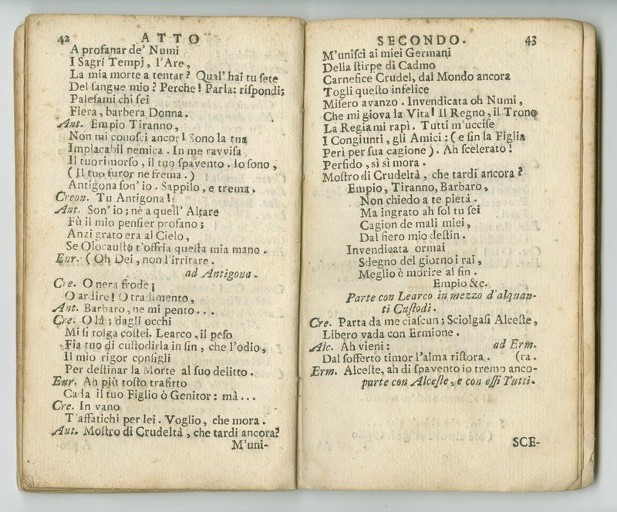 42 ATTO
A profanar de' Numi
I Sagri Tempj, l'Are,
La mia morte a tentar? Qual' hai tu sete
Del sangue mio? Perche! Parla: rispondi;
Palesami chi sei
Fiera, barbera Donna.
Ant. Empio Tiranno,
Non mi conosci ancor! Sono la tua
Implacabil nemica. In me ravvisa
Il tuo rimorso, il tuo spavento. Io sono,
(Il tuo furor ne frema.)
Antigona son' io. Sappilo, e trema.
Creon. Tu Antigona!
Ant. Son' io; nè a quell' Altare
Fù il mio pensier profano;
Anzi grato era al Cielo,
Se Olocausto t'offria questa mia mano.
Eur. (Oh Dei, non l'irritare.
ad Antigona.
Cre. O nera frode;
O ardire! O tradimento,
Ant. Barbaro, ne mi pento...
Cre. Olà; dagli occhi
Mi si tolga costei. Learco, il peso
Fia tuo di custodirla in fin, che l'odio,
Il mio rigor consigli
Per destinar la Morte al suo delitto.
Eur. Ah più tosto trafitto
Cada il tuo Figlio ò Genitor: mà...
Cre. In vano
T'affatichi per lei. Voglio, che mora.
Ant. Mostro di Crudeltà, che tardi ancora?
M'uni-
SECONDO. 43
M'unisci ai miei Germani
Della stirpe di Cadmo
Carnefice Crudel, dal Mondo ancora
Togli questo infelice
Misero avanzo. Invendicata oh Numi,
Che mi giova la Vita! Il Regno, il Trono
La Regia mi rapì. Tutti m'uccise
I Congiunti, gli Amici: (e sin la Figlia
Perì per sua cagione). Ah scelerato!
Perfido, sì sì mora.
Mostro di Crudeltà, che tardi ancora?
Empio, Tiranno, Barbaro,
Non chiedo a te pietà.
Ma ingrato ah sol tu sei
Cagion de mali miei,
Dal fiero mio destin.
Invendicata ormai
Sdegno del giorno i rai,
Meglio è morire al fin.
Empio &c.
Parte con Learco in mezzo d'alquan-
ti Custodi.
Cre. Parta da me ciascun; Sciolgasi Alceste,
Libero vada con Ermione.
Alc. Ah vieni: ad Erm.
Dal sofferto timor l'alma ristora. (ca.
Erm. Alceste, ah di spavento io tremo anco-
parte con Alceste, e con essi Tutti.
SCE-